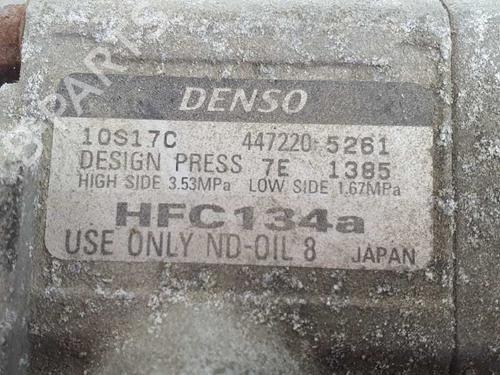 DENSO
10S17C 447220-5261
DESIGN PRESS 7E 1385
HIGH SIDE 3.53MPa LOW SIDE 1.67MPa
HFC134a
USE ONLY ND-OIL 8 JAPAN